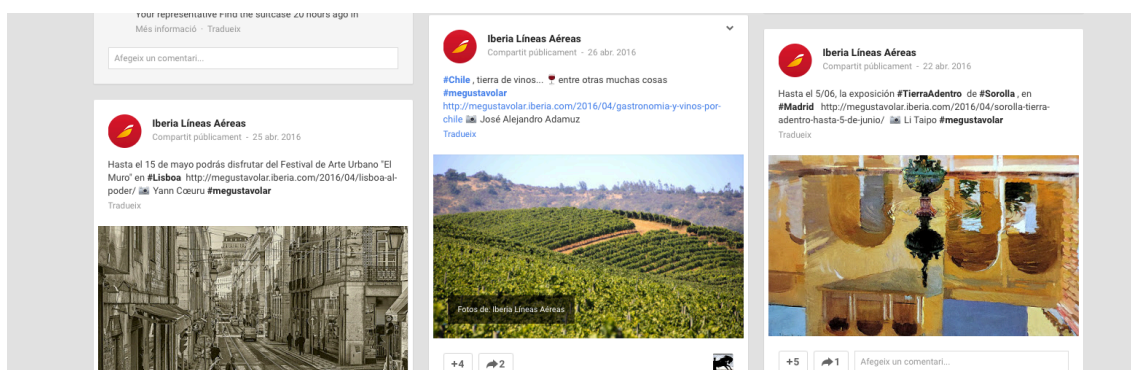 Your representative Find the suitcase 20 hours ago in
Més informació · Tradueix
Afegeix un comentari...
Iberia Líneas Aéreas
Compartit públicament - 25 abr. 2016
Hasta el 15 de mayo podrás disfrutar del Festival de Arte Urbano "El
Muro" en #Lisboa http://megustavolar.iberia.com/2016/04/lisboa-al-
poder/ 📷 Yann Cœuru #megustavolar
Tradueix
Iberia Líneas Aéreas
Compartit públicament - 26 abr. 2016
#Chile , tierra de vinos... 🍷 entre otras muchas cosas
#megustavolar
http://megustavolar.iberia.com/2016/04/gastronomia-y-vinos-por-
chile 📷 José Alejandro Adamuz
Tradueix
Fotos de: Iberia Líneas Aéreas
+4 2
Iberia Líneas Aéreas
Compartit públicament - 22 abr. 2016
Hasta el 5/06, la exposición #TierraAdentro de #Sorolla , en
#Madrid http://megustavolar.iberia.com/2016/04/sorolla-tierra-
adentro-hasta-5-de-junio/ 📷 Li Taipo #megustavolar
Tradueix
+5 1 Afegeix un comentari...